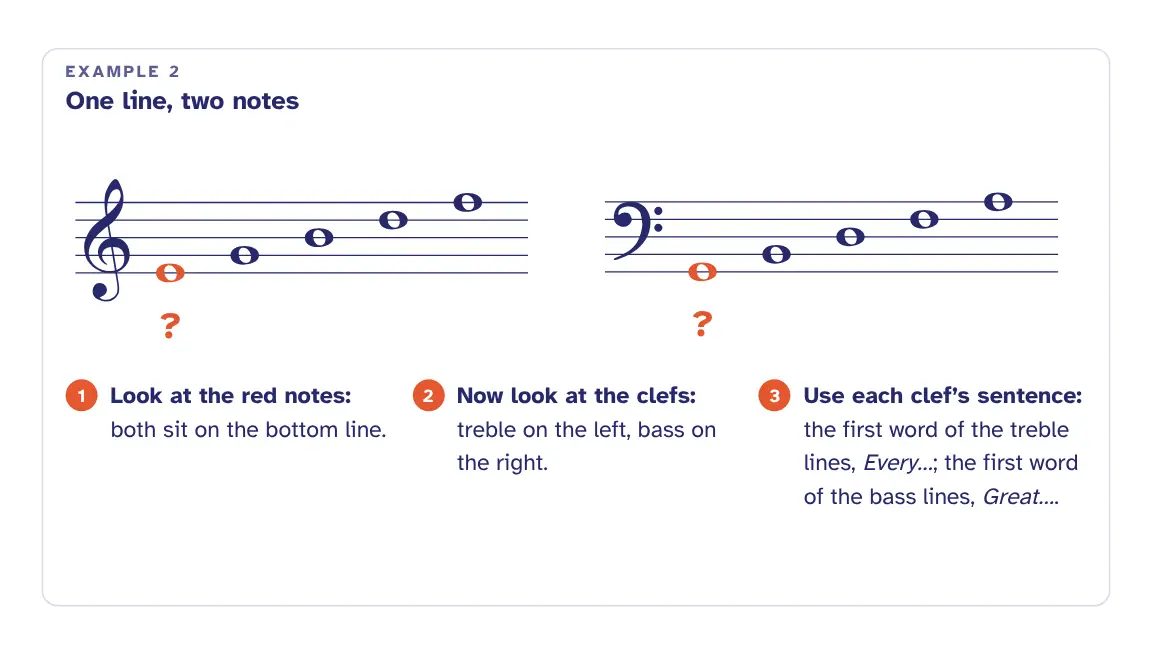 EXAMPLE 2
One line, two notes
?
?
1 Look at the red notes:
both sit on the bottom line.
2 Now look at the clefs:
treble on the left, bass on
the right.
3 Use each clef’s sentence:
the first word of the treble
lines, Every…; the first word
of the bass lines, Great….